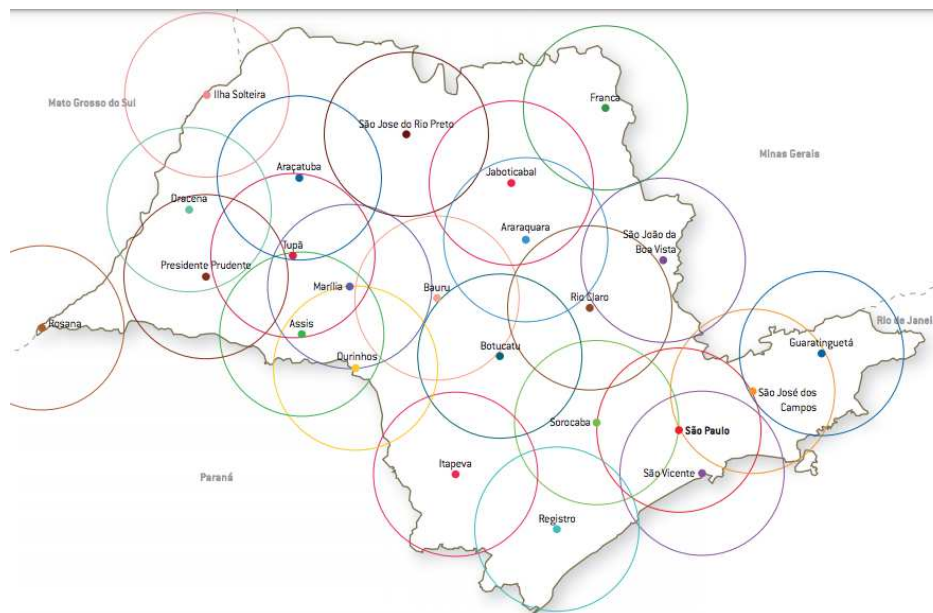 Ilha Solteira
Mato Grosso do Sul
Franca
São Jose do Rio Preto
Minas Gerais
Araçatuba
Jaboticabal
Dracena
Araraquara
São João da
Boa Vista
Tupã
Presidente Prudente
Marília
Bauru
Rio Claro
Rosana
Assis
Rio de Janei
Ourinhos
Botucatu
Guaratinguetá
São José dos
Campos
Sorocaba
São Paulo
Itapeva
São Vicente
Paraná
Registro